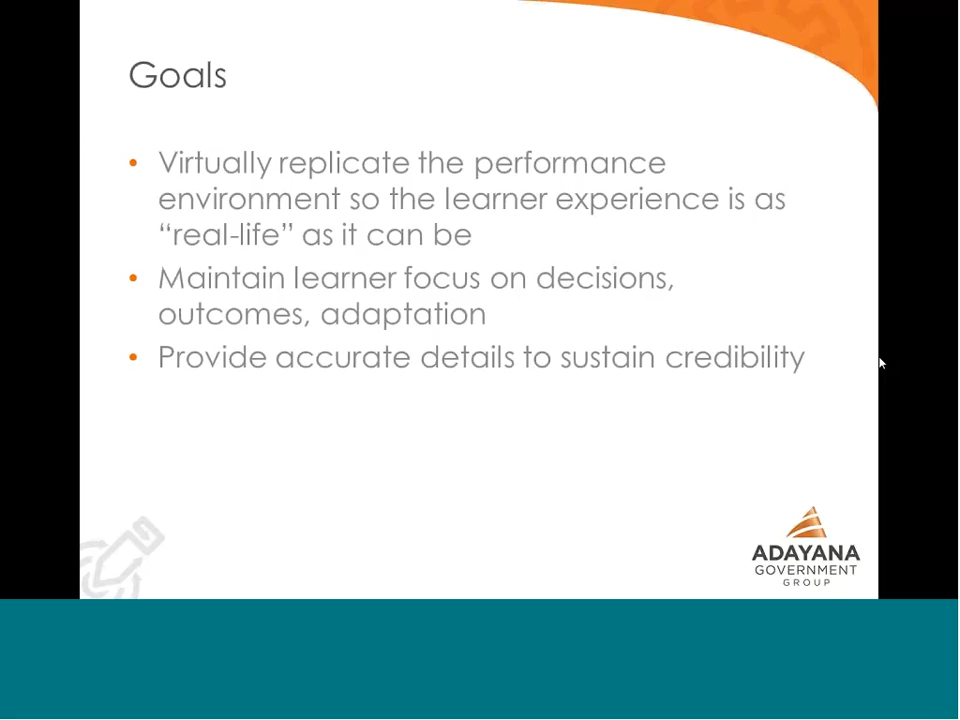 Goals
• Virtually replicate the performance
environment so the learner experience is as
“real-life” as it can be
• Maintain learner focus on decisions,
outcomes, adaptation
• Provide accurate details to sustain credibility
ADAYANA
GOVERNMENT
GROUP